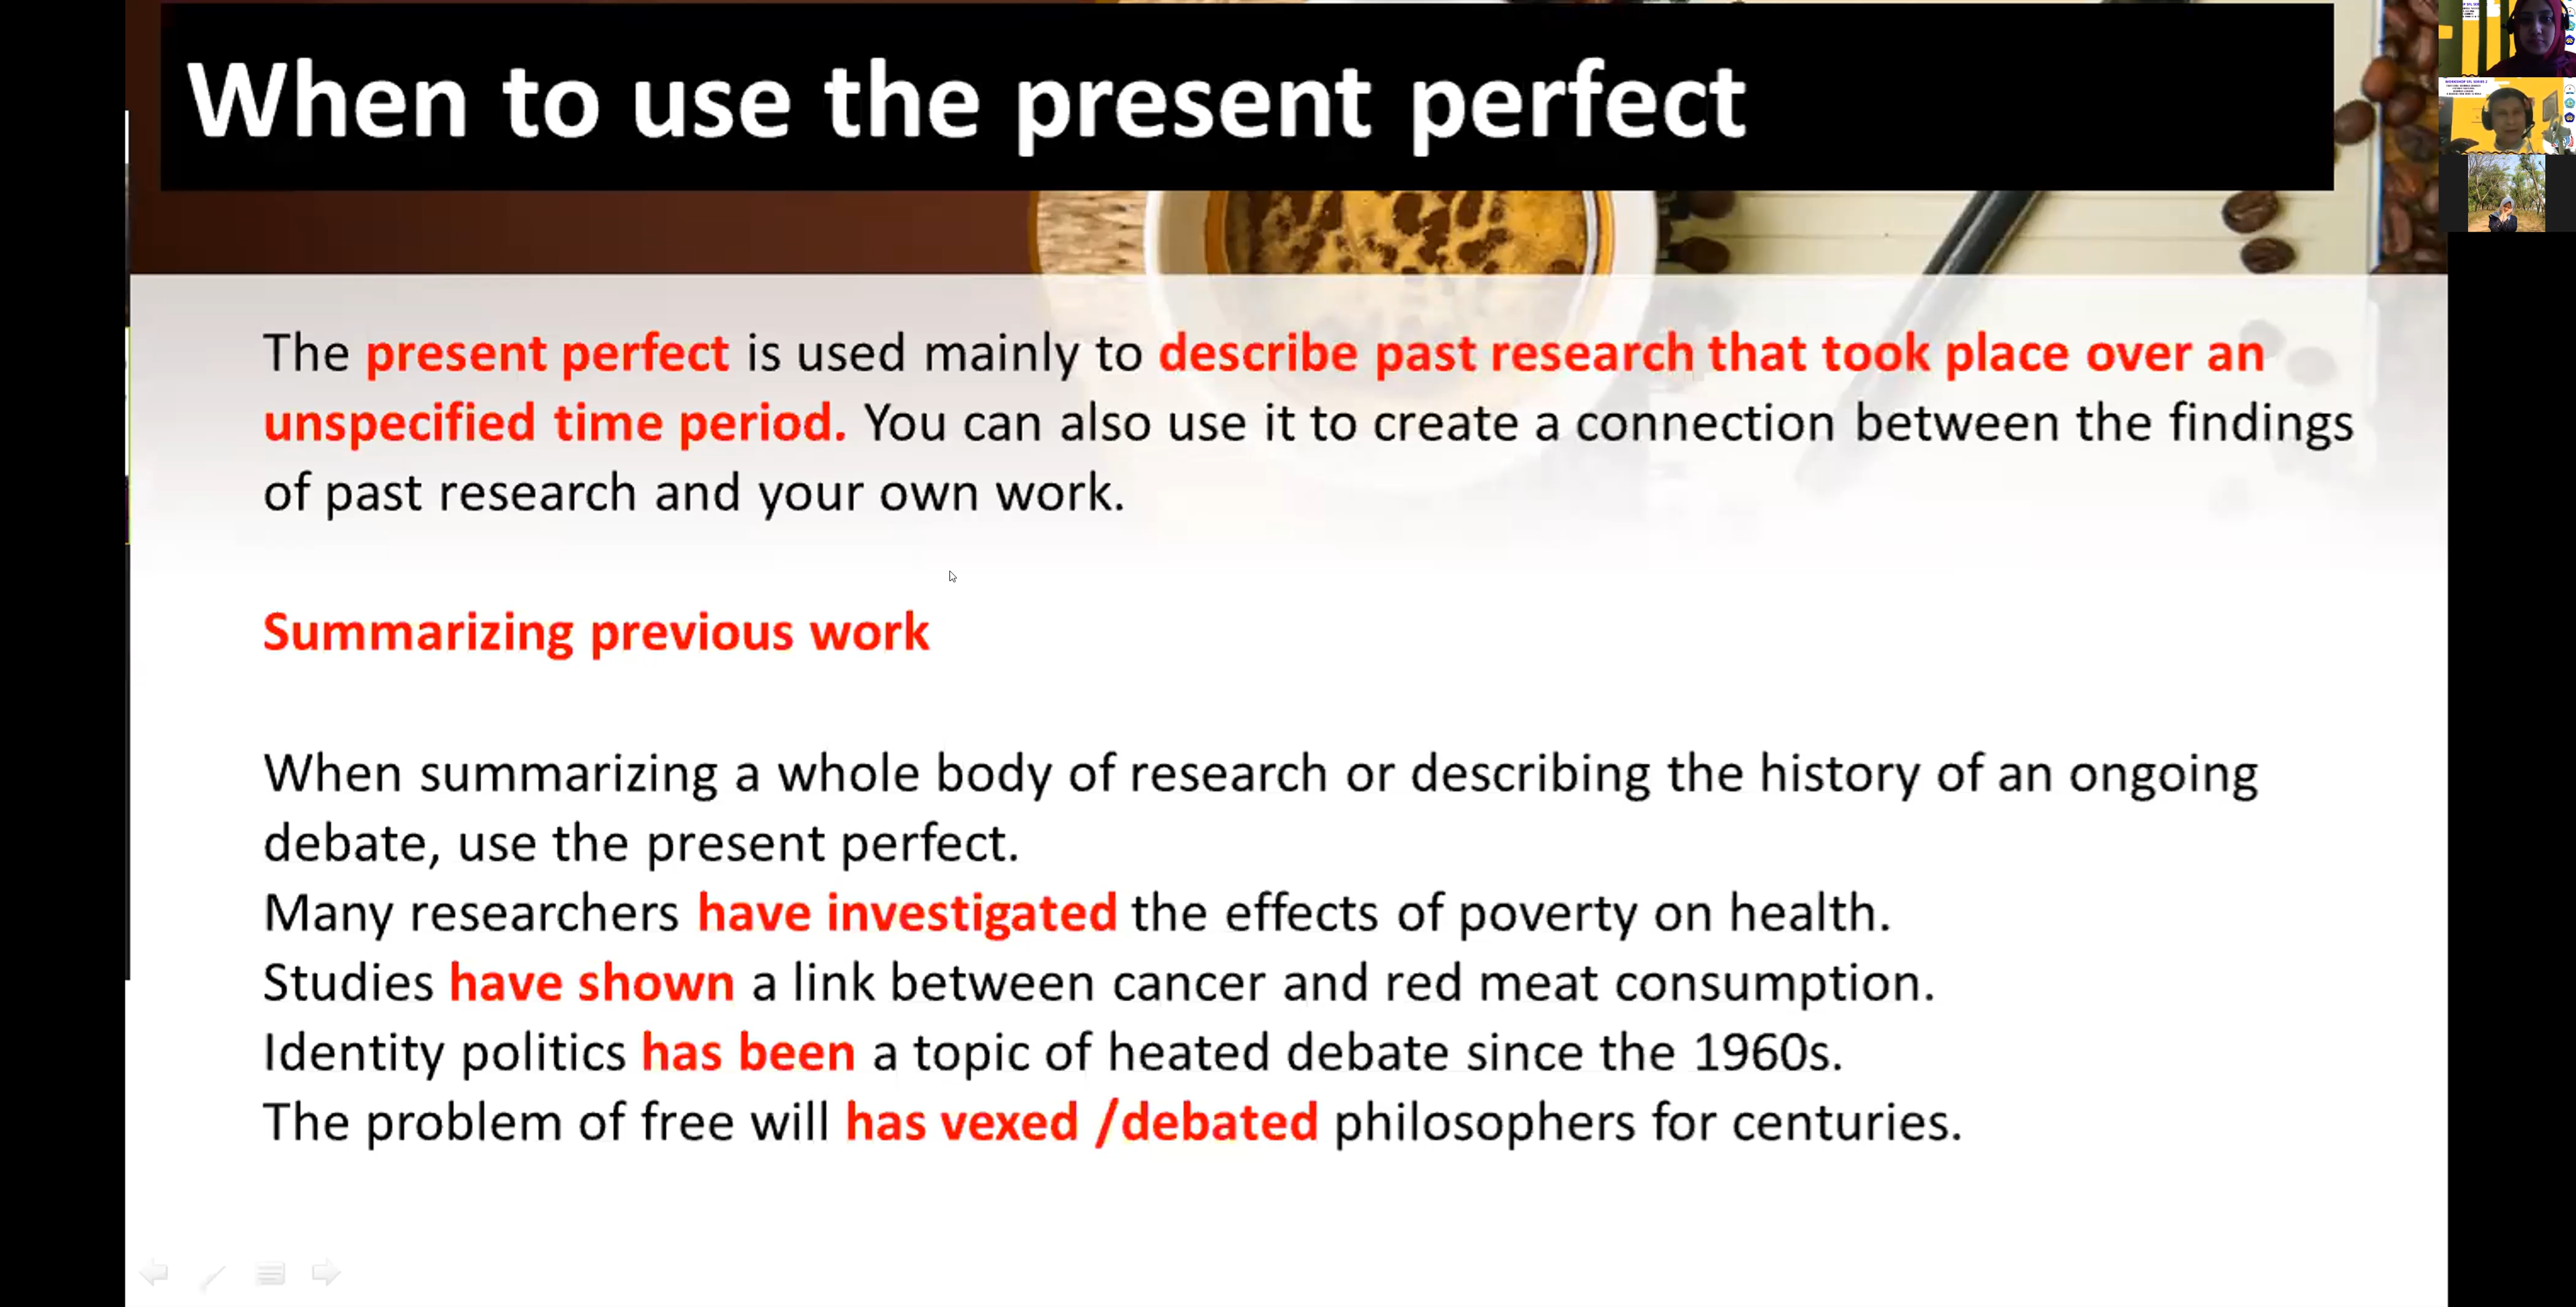 When to use the present perfect
The present perfect is used mainly to describe past research that took place over an
unspecified time period. You can also use it to create a connection between the findings
of past research and your own work.
Summarizing previous work
When summarizing a whole body of research or describing the history of an ongoing
debate, use the present perfect.
Many researchers have investigated the effects of poverty on health.
Studies have shown a link between cancer and red meat consumption.
Identity politics has been a topic of heated debate since the 1960s.
The problem of free will has vexed /debated philosophers for centuries.